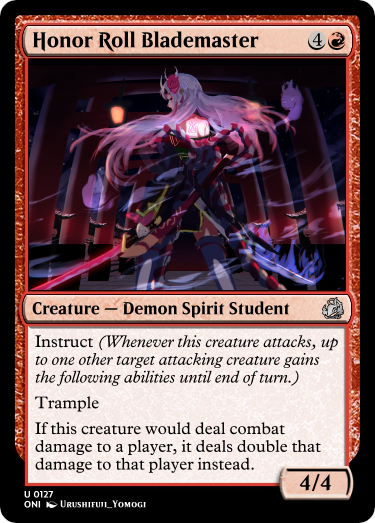 Honor Roll Blademaster 4
Creature — Demon Spirit Student
Instruct (Whenever this creature attacks, up
to one other target attacking creature gains
the following abilities until end of turn.)
Trample
If this creature would deal combat
damage to a player, it deals double that
damage to that player instead.
4/4
U 0127
ONI Urushifuji_Yomogi